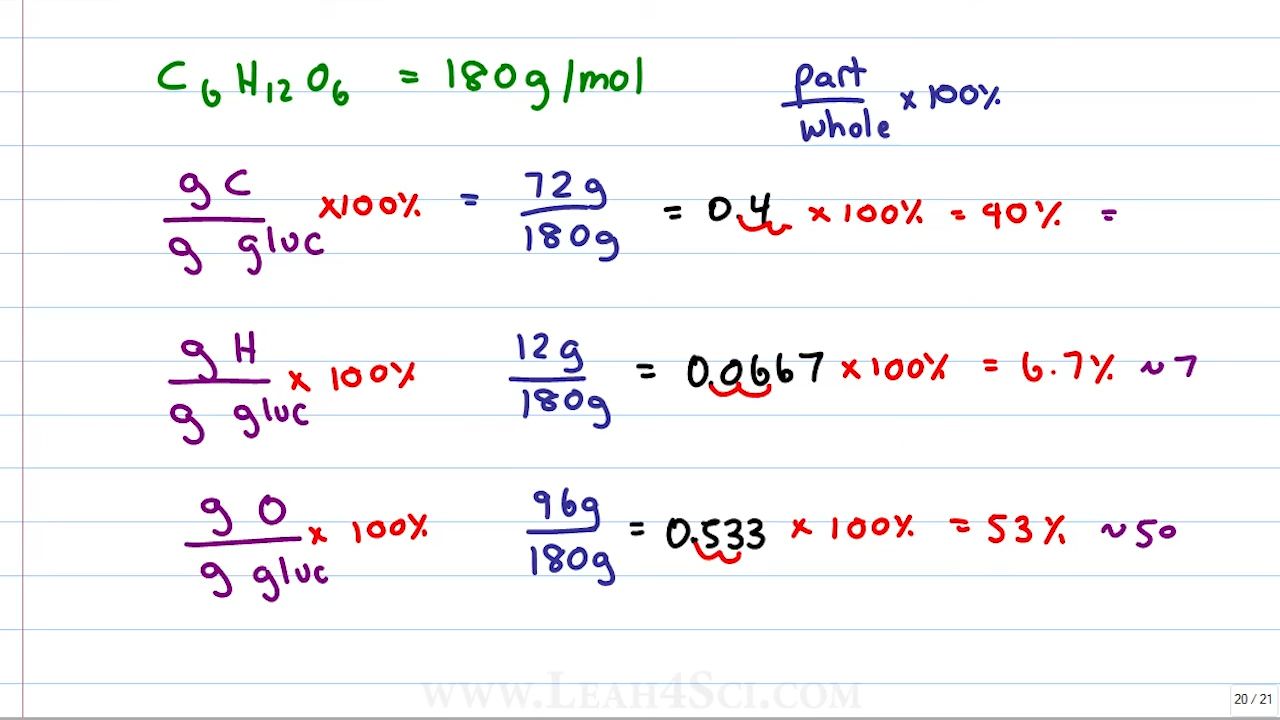 C₆H₁₂O₆ = 180g/mol
part/whole x 100%
g C/g gluc x100% = 72g/180g = 0.4 x 100% = 40% =
g H/g gluc x 100% 12g/180g = 0.0667 x 100% = 6.7% ~7
g O/g gluc x 100% 96g/180g = 0.533 x 100% = 53% ~50
www.Leah4Sci.com
20 / 21